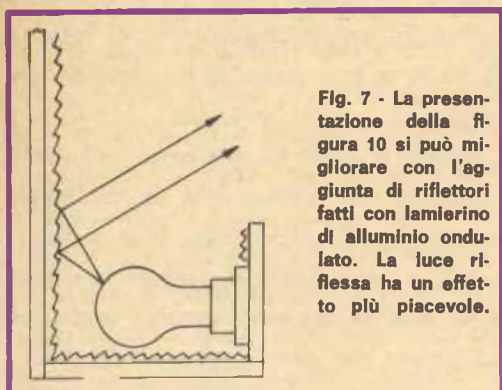 Fig. 7 - La presen-
tazione della fi-
gura 10 si può mi-
gliorare con l'ag-
giunta di riflettori
fatti con lamierino
di alluminio ondu-
lato. La luce ri-
flessa ha un effet-
to più piacevole.